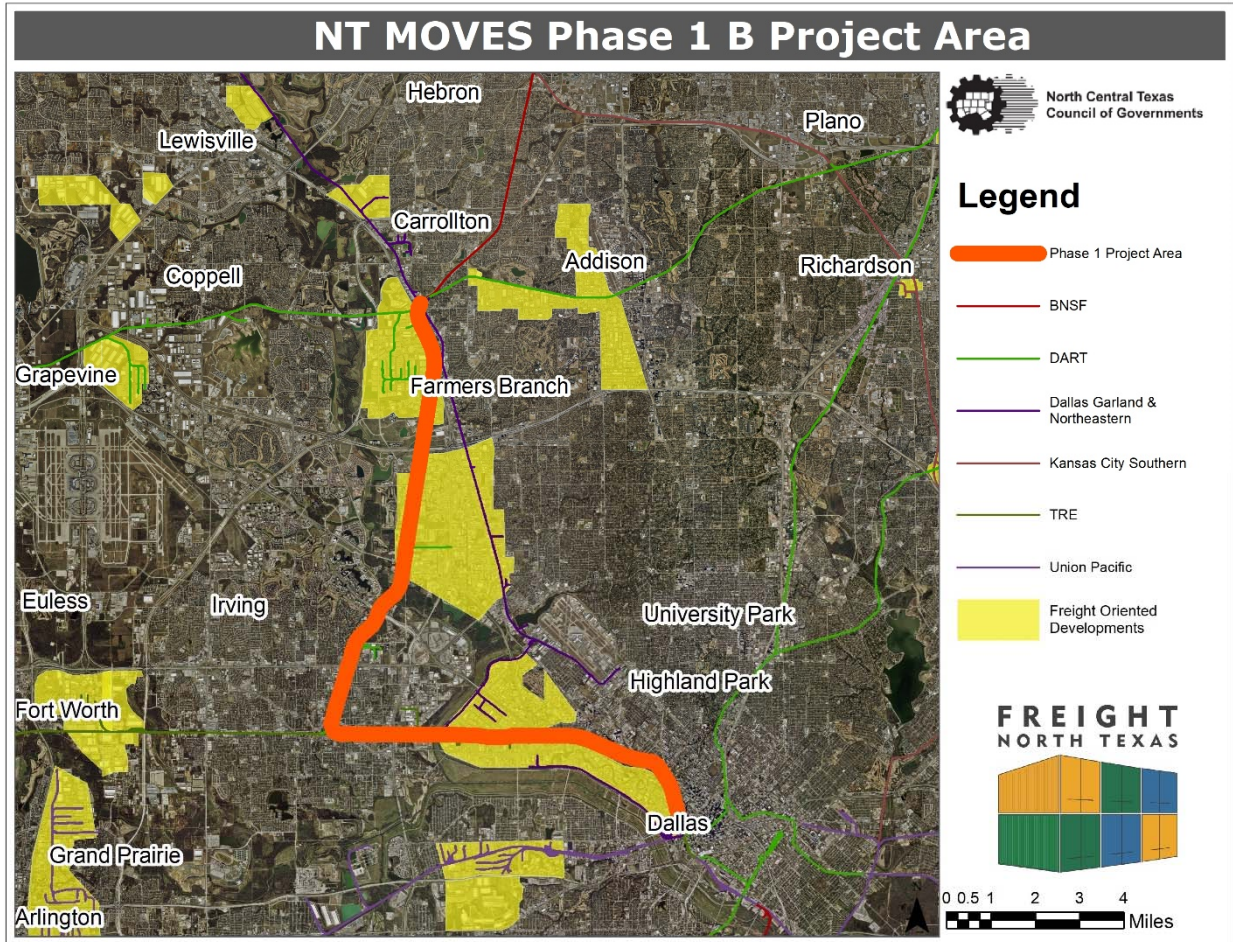 NT MOVES Phase 1 B Project Area
Hebron
Plano
Lewisville
Carrollton
Addison
Richardson
Coppell
Grapevine
Farmers Branch
Euless
Irving
University Park
Highland Park
Fort Worth
Dallas
Grand Prairie
Arlington
N
North Central Texas
Council of Governments
Legend
Phase 1 Project Area
BNSF
DART
Dallas Garland &
Northeastern
Kansas City Southern
TRE
Union Pacific
Freight Oriented
Developments
FREIGHT
NORTH TEXAS
0 0.5 1 2 3 4
Miles